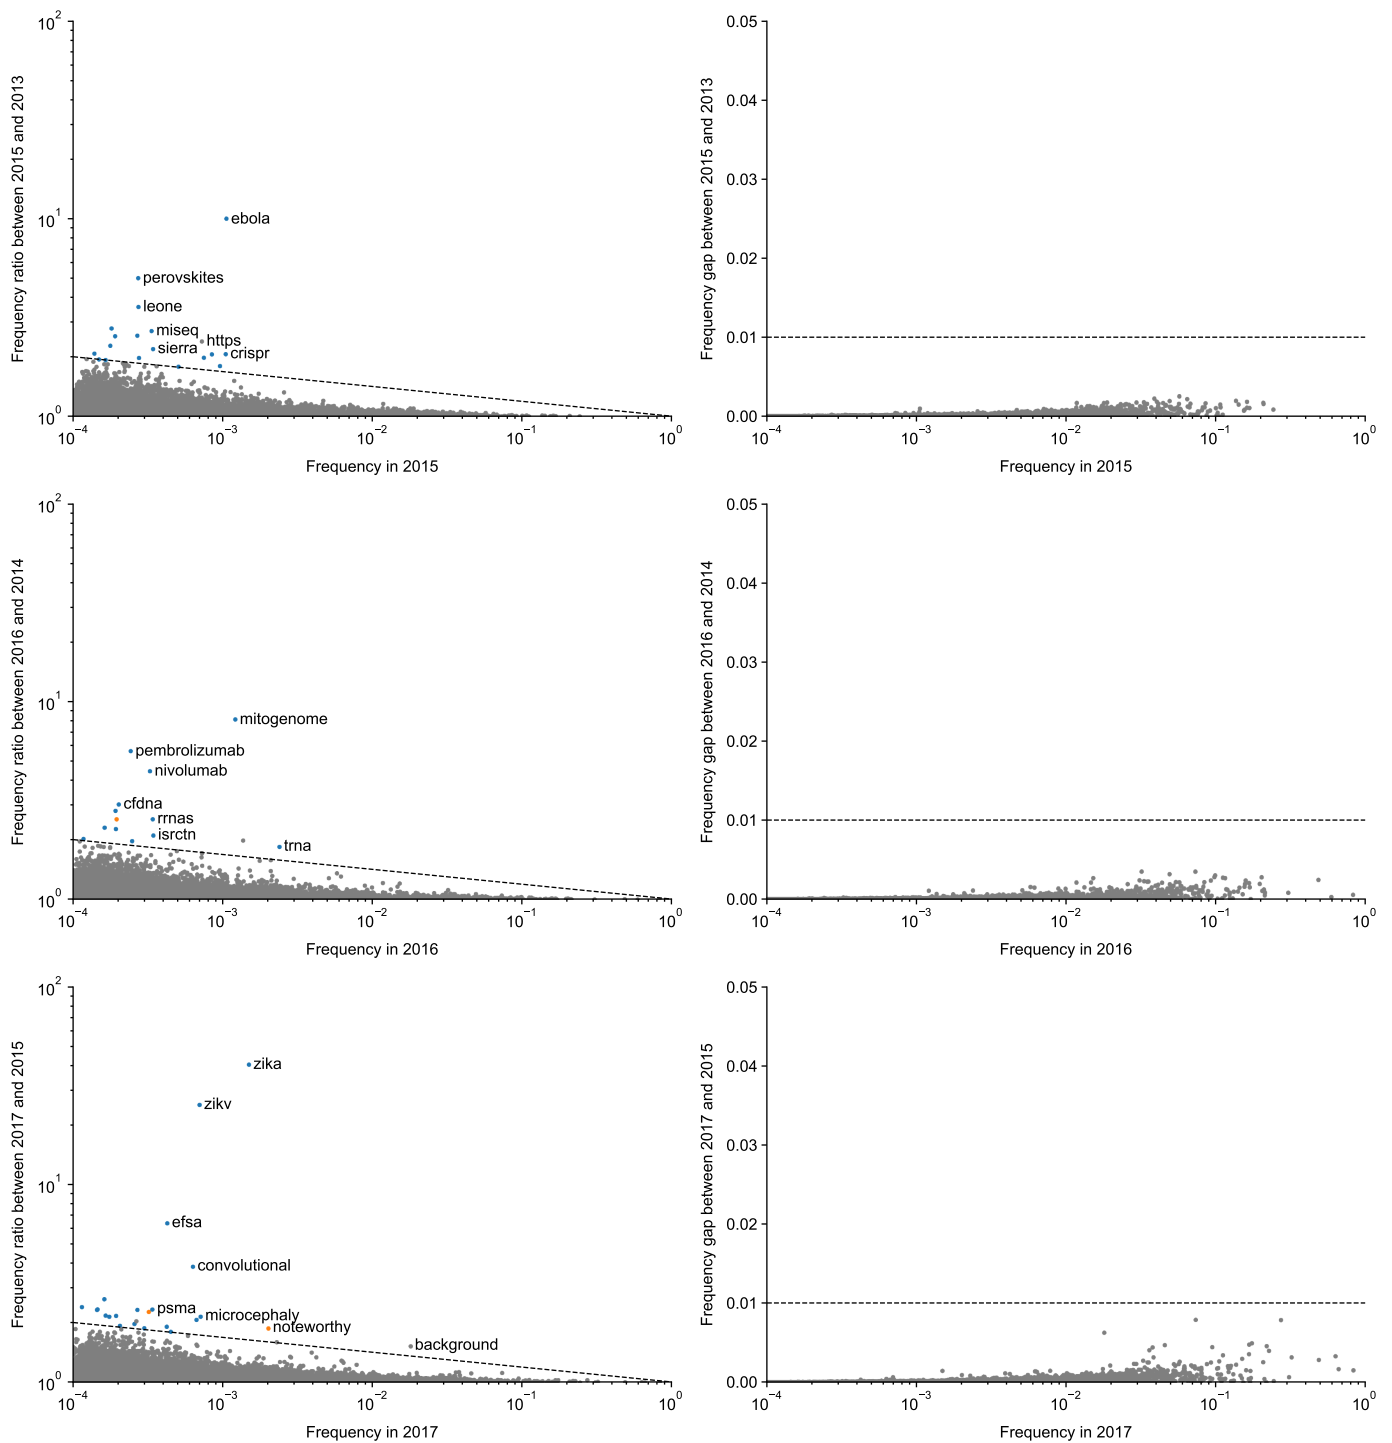 Frequency ratio between 2015 and 2013
10^2
10^1
10^0
ebola
perovskites
leone
miseq
https
sierra
crispr
10^−4
10^−3
10^−2
10^−1
10^0
Frequency in 2015
Frequency gap between 2015 and 2013
0.05
0.04
0.03
0.02
0.01
0.00
10^−4
10^−3
10^−2
10^−1
10^0
Frequency in 2015
Frequency ratio between 2016 and 2014
10^2
10^1
10^0
mitogenome
pembrolizumab
nivolumab
cfdna
rrnas
isrctn
trna
10^−4
10^−3
10^−2
10^−1
10^0
Frequency in 2016
Frequency gap between 2016 and 2014
0.05
0.04
0.03
0.02
0.01
0.00
10^−4
10^−3
10^−2
10^−1
10^0
Frequency in 2016
Frequency ratio between 2017 and 2015
10^2
10^1
10^0
zika
zikv
efsa
convolutional
psma
microcephaly
noteworthy
background
10^−4
10^−3
10^−2
10^−1
10^0
Frequency in 2017
Frequency gap between 2017 and 2015
0.05
0.04
0.03
0.02
0.01
0.00
10^−4
10^−3
10^−2
10^−1
10^0
Frequency in 2017